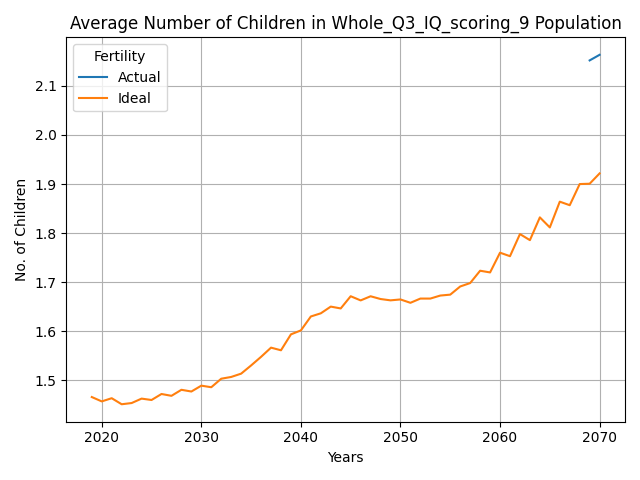 Average Number of Children in Whole_Q3_IQ_scoring_9 Population
Fertility
Actual
Ideal
No. of Children
2.1
2.0
1.9
1.8
1.7
1.6
1.5
2020 2030 2040 2050 2060 2070
Years